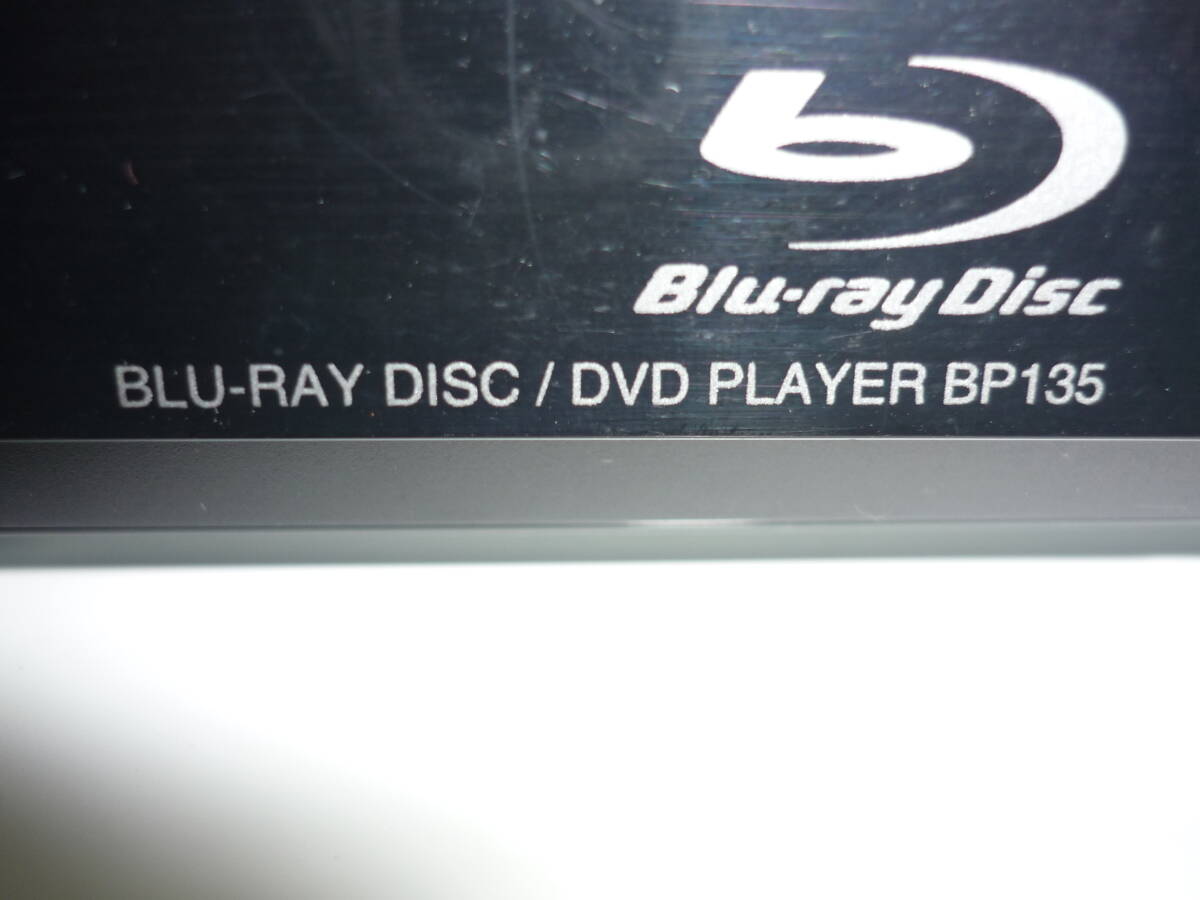 Blu-ray Disc
BLU-RAY DISC / DVD PLAYER BP135